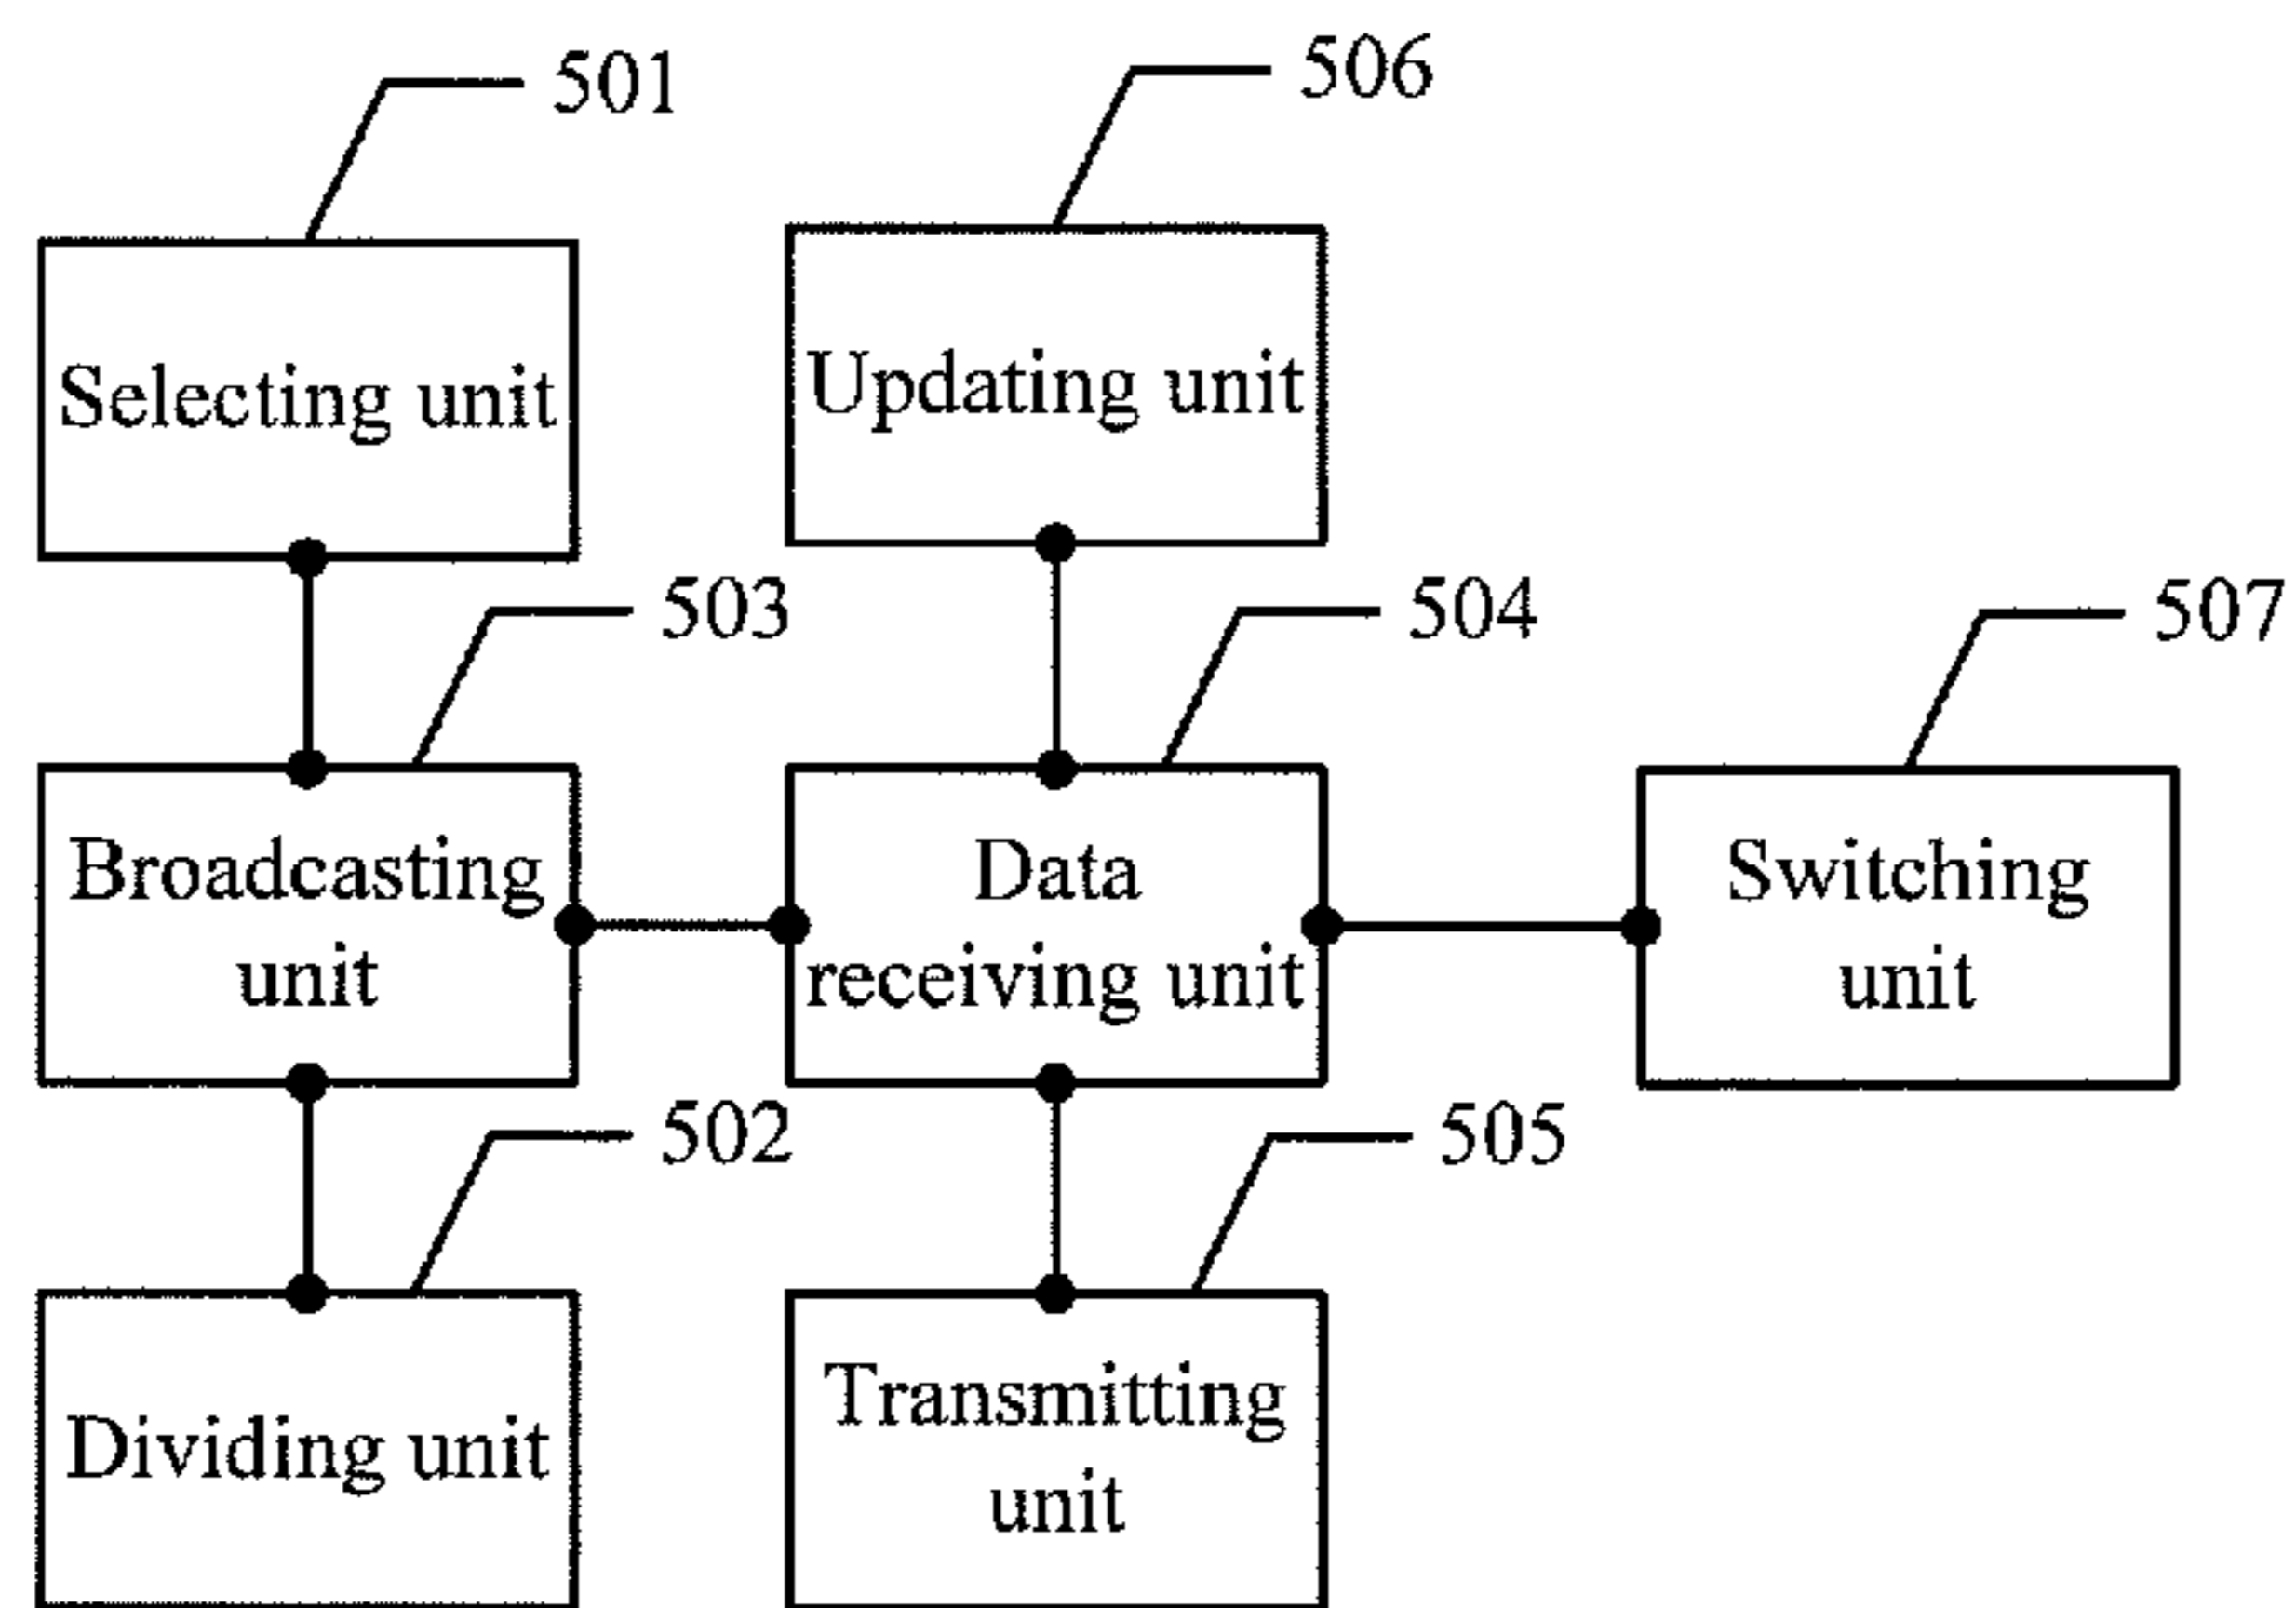 501
506
Selecting unit
Updating unit
503
504
507
Broadcasting
unit
Data
receiving unit
Switching
unit
502
505
Dividing unit
Transmitting
unit